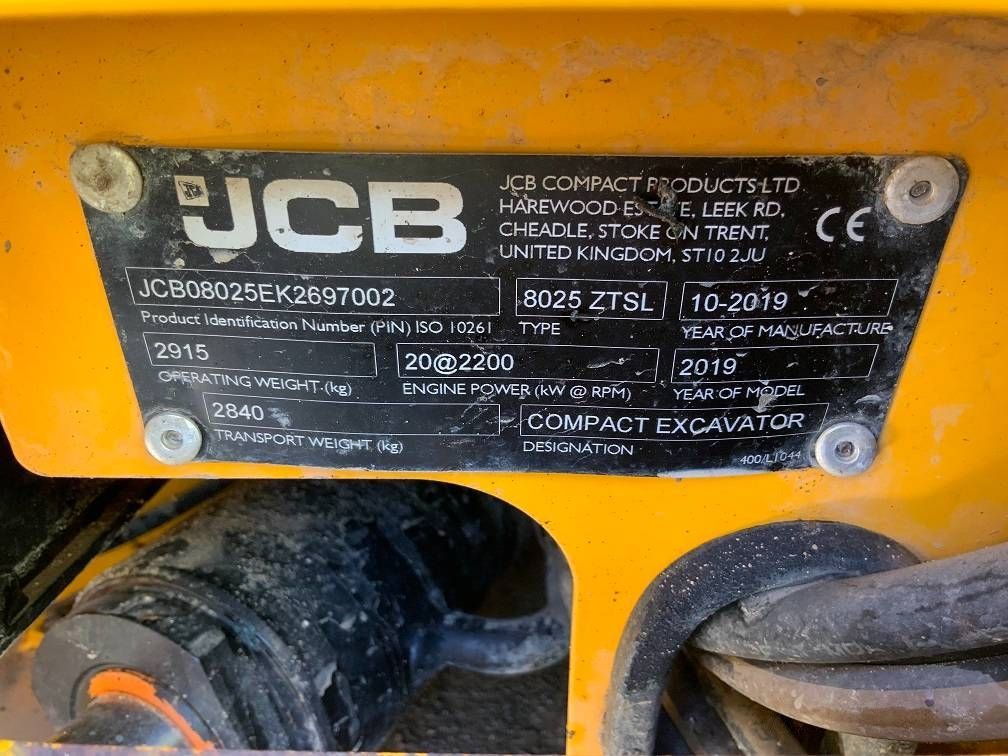 JCB
JCB COMPACT PRODUCTS LTD
HAREWOOD ESTATE, LEEK RD,
CHEADLE, STOKE ON TRENT,
UNITED KINGDOM, ST10 2JU
CE
JCB08025EK2697002
8025 ZTSL
10-2019
Product Identification Number (PIN) ISO 10261
TYPE
YEAR OF MANUFACTURE
2915
20@2200
2019
OPERATING WEIGHT (kg)
ENGINE POWER (kW @ RPM)
YEAR OF MODEL
2840
COMPACT EXCAVATOR
TRANSPORT WEIGHT (kg)
DESIGNATION
400/L1044